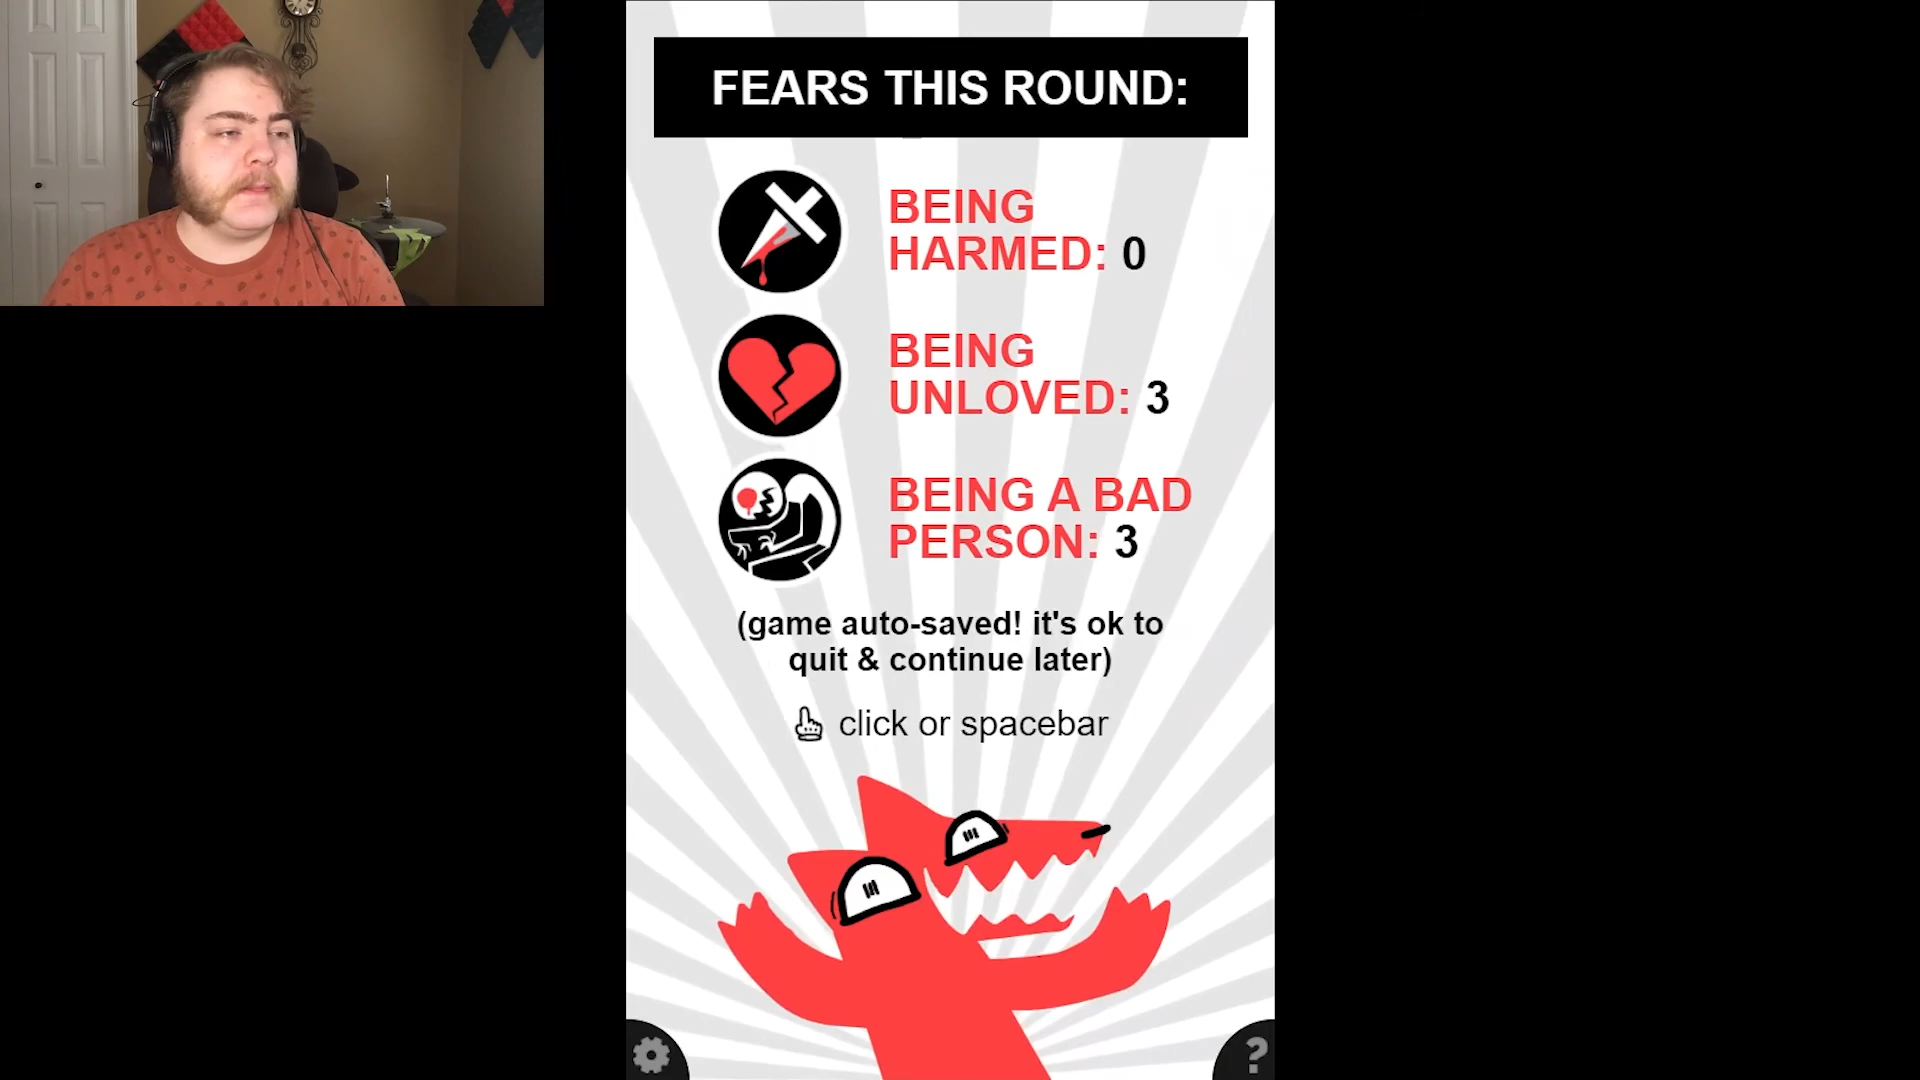 FEARS THIS ROUND:
BEING
HARMED: 0
BEING
UNLOVED: 3
BEING A BAD
PERSON: 3
(game auto-saved! it's ok to
quit & continue later)
click or spacebar
?